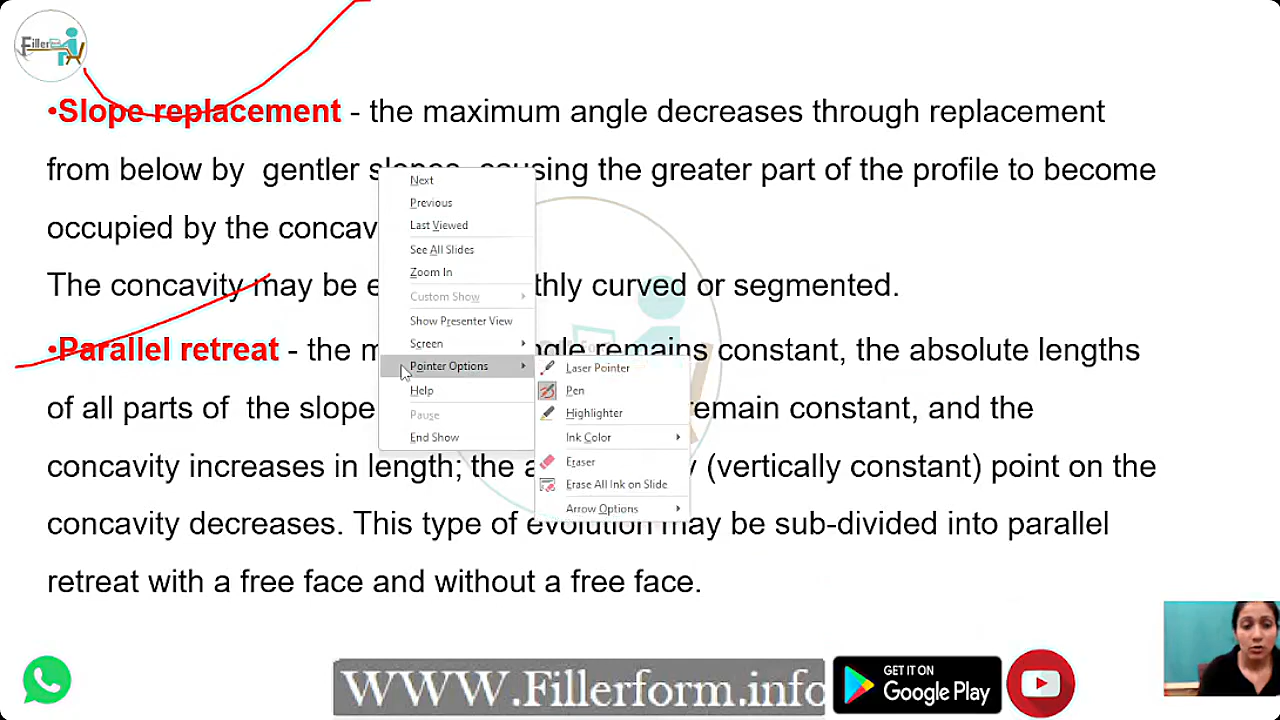 Filler
•Slope replacement - the maximum angle decreases through replacement
from below by gentler slopes, causing the greater part of the profile to become
occupied by the concav
The concavity may be e thly curved or segmented.
•Parallel retreat - the m ngle remains constant, the absolute lengths
of all parts of the slope remain constant, and the
concavity increases in length; the a y (vertically constant) point on the
concavity decreases. This type of evolution may be sub-divided into parallel
retreat with a free face and without a free face.
Next
Previous
Last Viewed
See All Slides
Zoom In
Custom Show
Show Presenter View
Screen
Pointer Options
Help
Pause
End Show
Laser Pointer
Pen
Highlighter
Ink Color
Eraser
Erase All Ink on Slide
Arrow Options
WWW.Fillerform.info
GET IT ON
Google Play